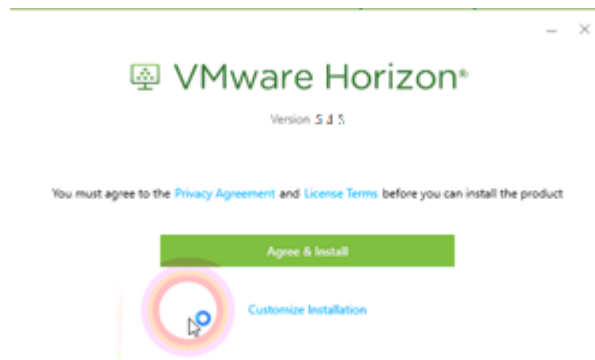 VMware Horizon®
Version
You must agree to the Privacy Agreement and License Terms before you can install the product
Agree & Install
Customize Installation